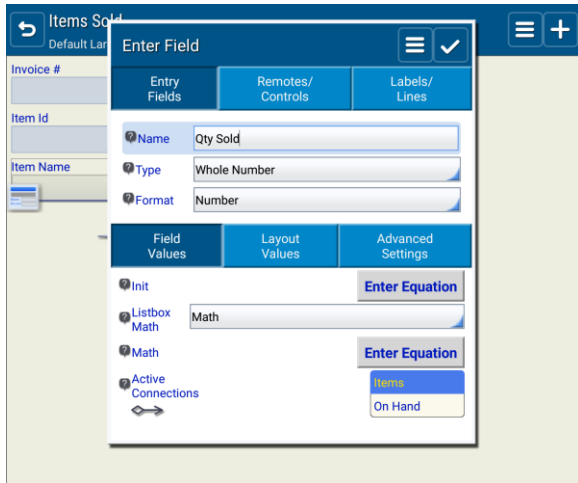 Items So
Default Lar
Invoice #
Item Id
Item Name
Enter Field
Entry
Fields
Remotes/
Controls
Labels/
Lines
? Name
Qty Sold
? Type
Whole Number
? Format
Number
Field
Values
Layout
Values
Advanced
Settings
? Init
Enter Equation
? Listbox
Math
Math
? Math
Enter Equation
? Active
Connections
Items
On Hand